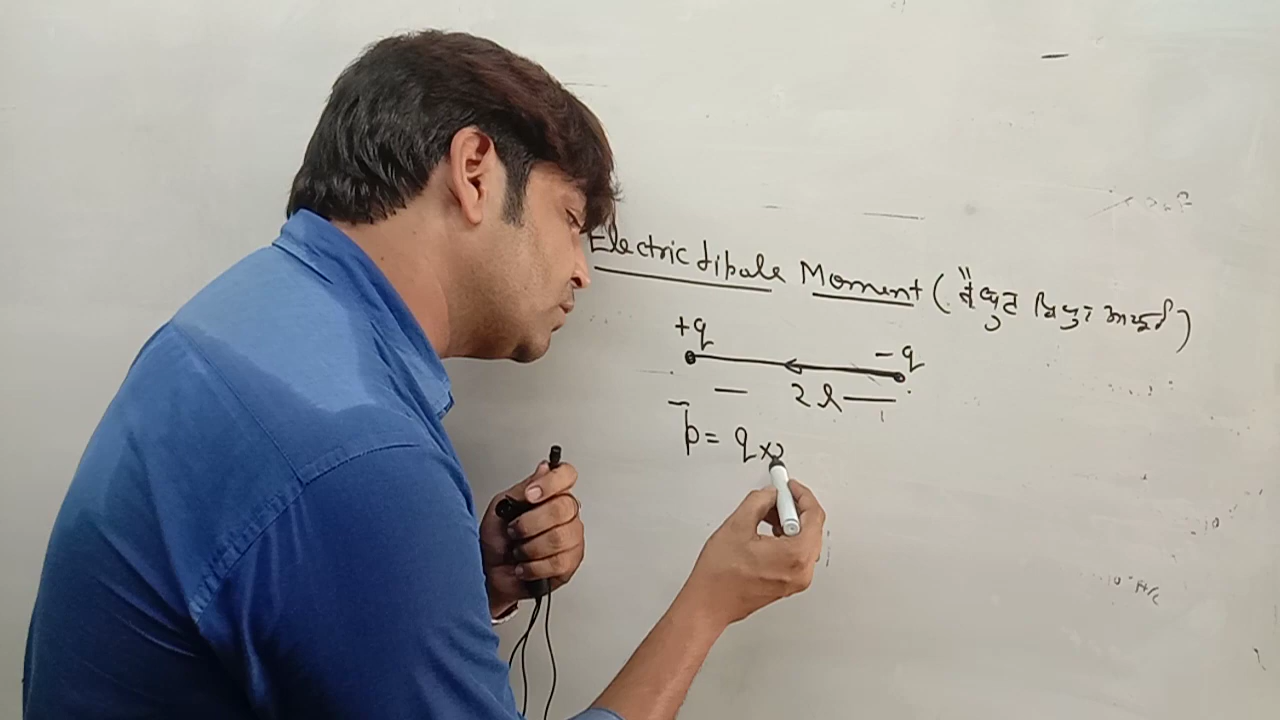 Electric dipole Moment ( वैद्युत द्विध्रुव आघूर्ण )
+q -q
2l
p = q x 2